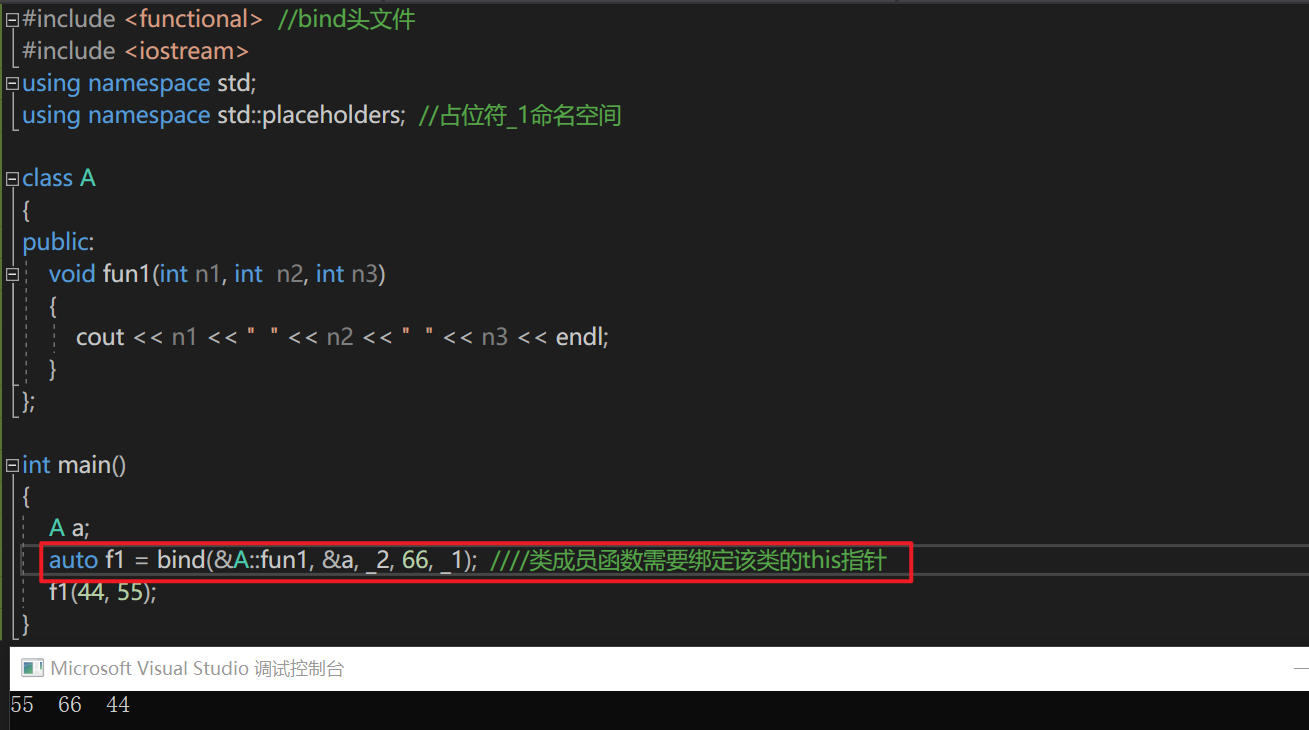 #include <functional> //bind头文件
#include <iostream>
using namespace std;
using namespace std::placeholders; //占位符_1命名空间
class A
{
public:
void fun1(int n1, int  n2, int n3)
{
cout << n1 << "  " << n2 << "  " << n3 << endl;
}
};
int main()
{
A a;
auto f1 = bind(&A::fun1, &a, _2, 66, _1); ////类成员函数需要绑定该类的this指针
f1(44, 55);
}
Microsoft Visual Studio 调试控制台
55  66  44